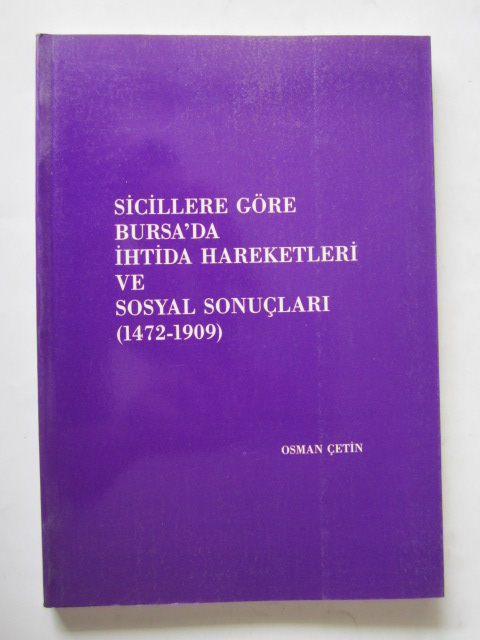 SİCİLLERE GÖRE
BURSA'DA
İHTİDA HAREKETLERİ
VE
SOSYAL SONUÇLARI
(1472-1909)
OSMAN ÇETİN